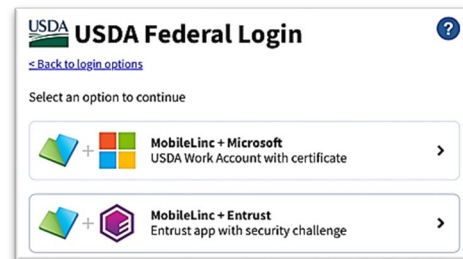 USDA
USDA Federal Login
?
< Back to login options
Select an option to continue
+
MobileLinc + Microsoft
USDA Work Account with certificate
>
+
MobileLinc + Entrust
Entrust app with security challenge
>